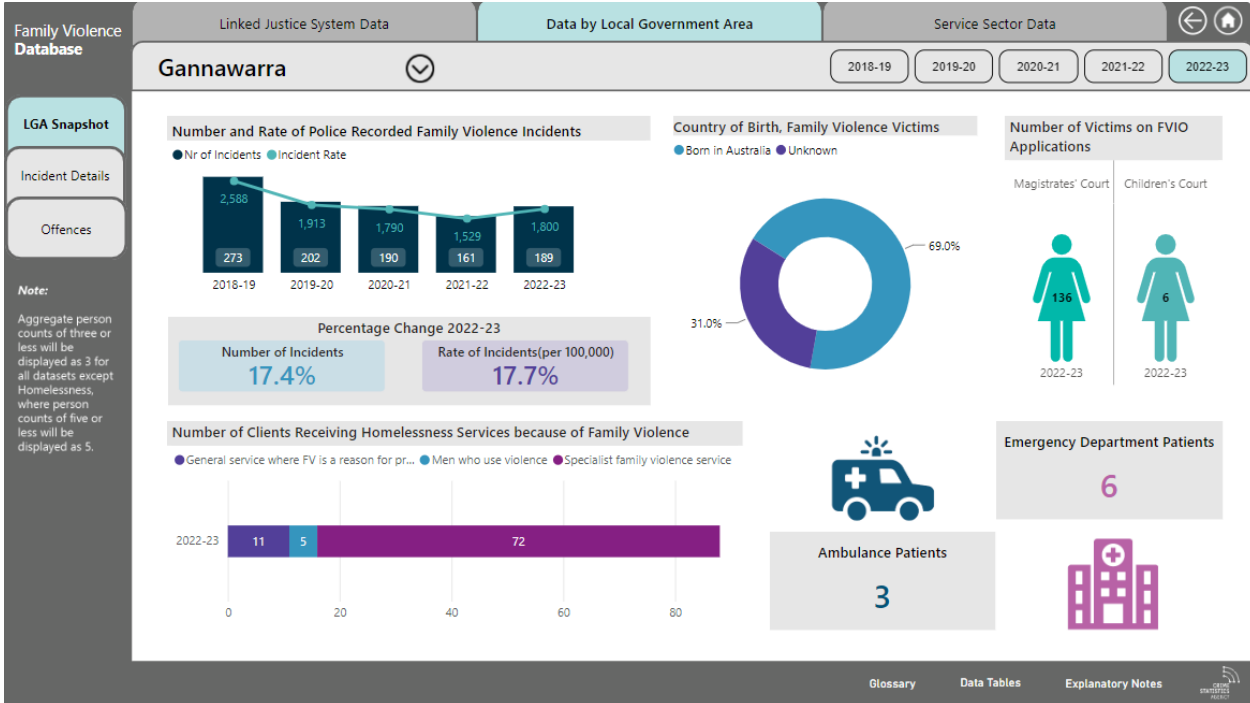 Family Violence
Database
Linked Justice System Data
Data by Local Government Area
Service Sector Data
Gannawarra
2018-19
2019-20
2020-21
2021-22
2022-23
LGA Snapshot
Incident Details
Offences
Note:
Aggregate person
counts of three or
less will be
displayed as 3 for
all datasets except
Homelessness,
where person
counts of five or
less will be
displayed as 5.
Number and Rate of Police Recorded Family Violence Incidents
Nr of Incidents Incident Rate
2,588
1,913
1,790
1,529
1,800
273
202
190
161
189
2018-19
2019-20
2020-21
2021-22
2022-23
Percentage Change 2022-23
Number of Incidents
17.4%
Rate of Incidents(per 100,000)
17.7%
Country of Birth, Family Violence Victims
Born in Australia Unknown
69.0%
31.0%
Number of Victims on FVIO
Applications
Magistrates' Court
Children's Court
136
6
2022-23
2022-23
Number of Clients Receiving Homelessness Services because of Family Violence
General service where FV is a reason for pr... Men who use violence Specialist family violence service
2022-23
11
5
72
0
20
40
60
80
Ambulance Patients
3
Emergency Department Patients
6
Glossary
Data Tables
Explanatory Notes
CRIME
STATISTICS
AGENCY